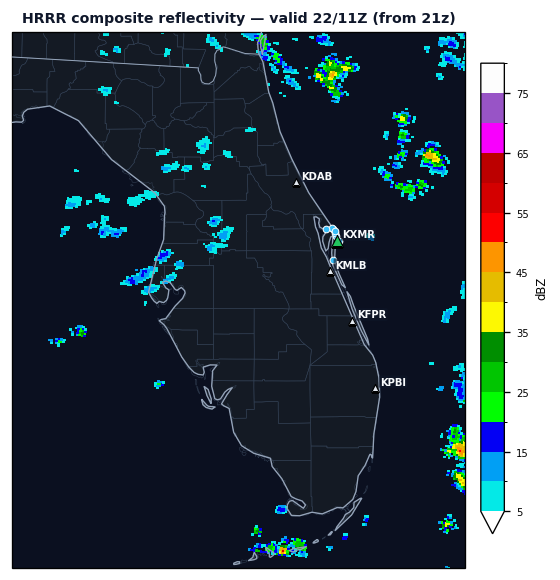 HRRR composite reflectivity — valid 22/11Z (from 21z)
KDAB
KXMR
KMLB
KFPR
KPBI
75
65
55
45
35
25
15
5
dBZ